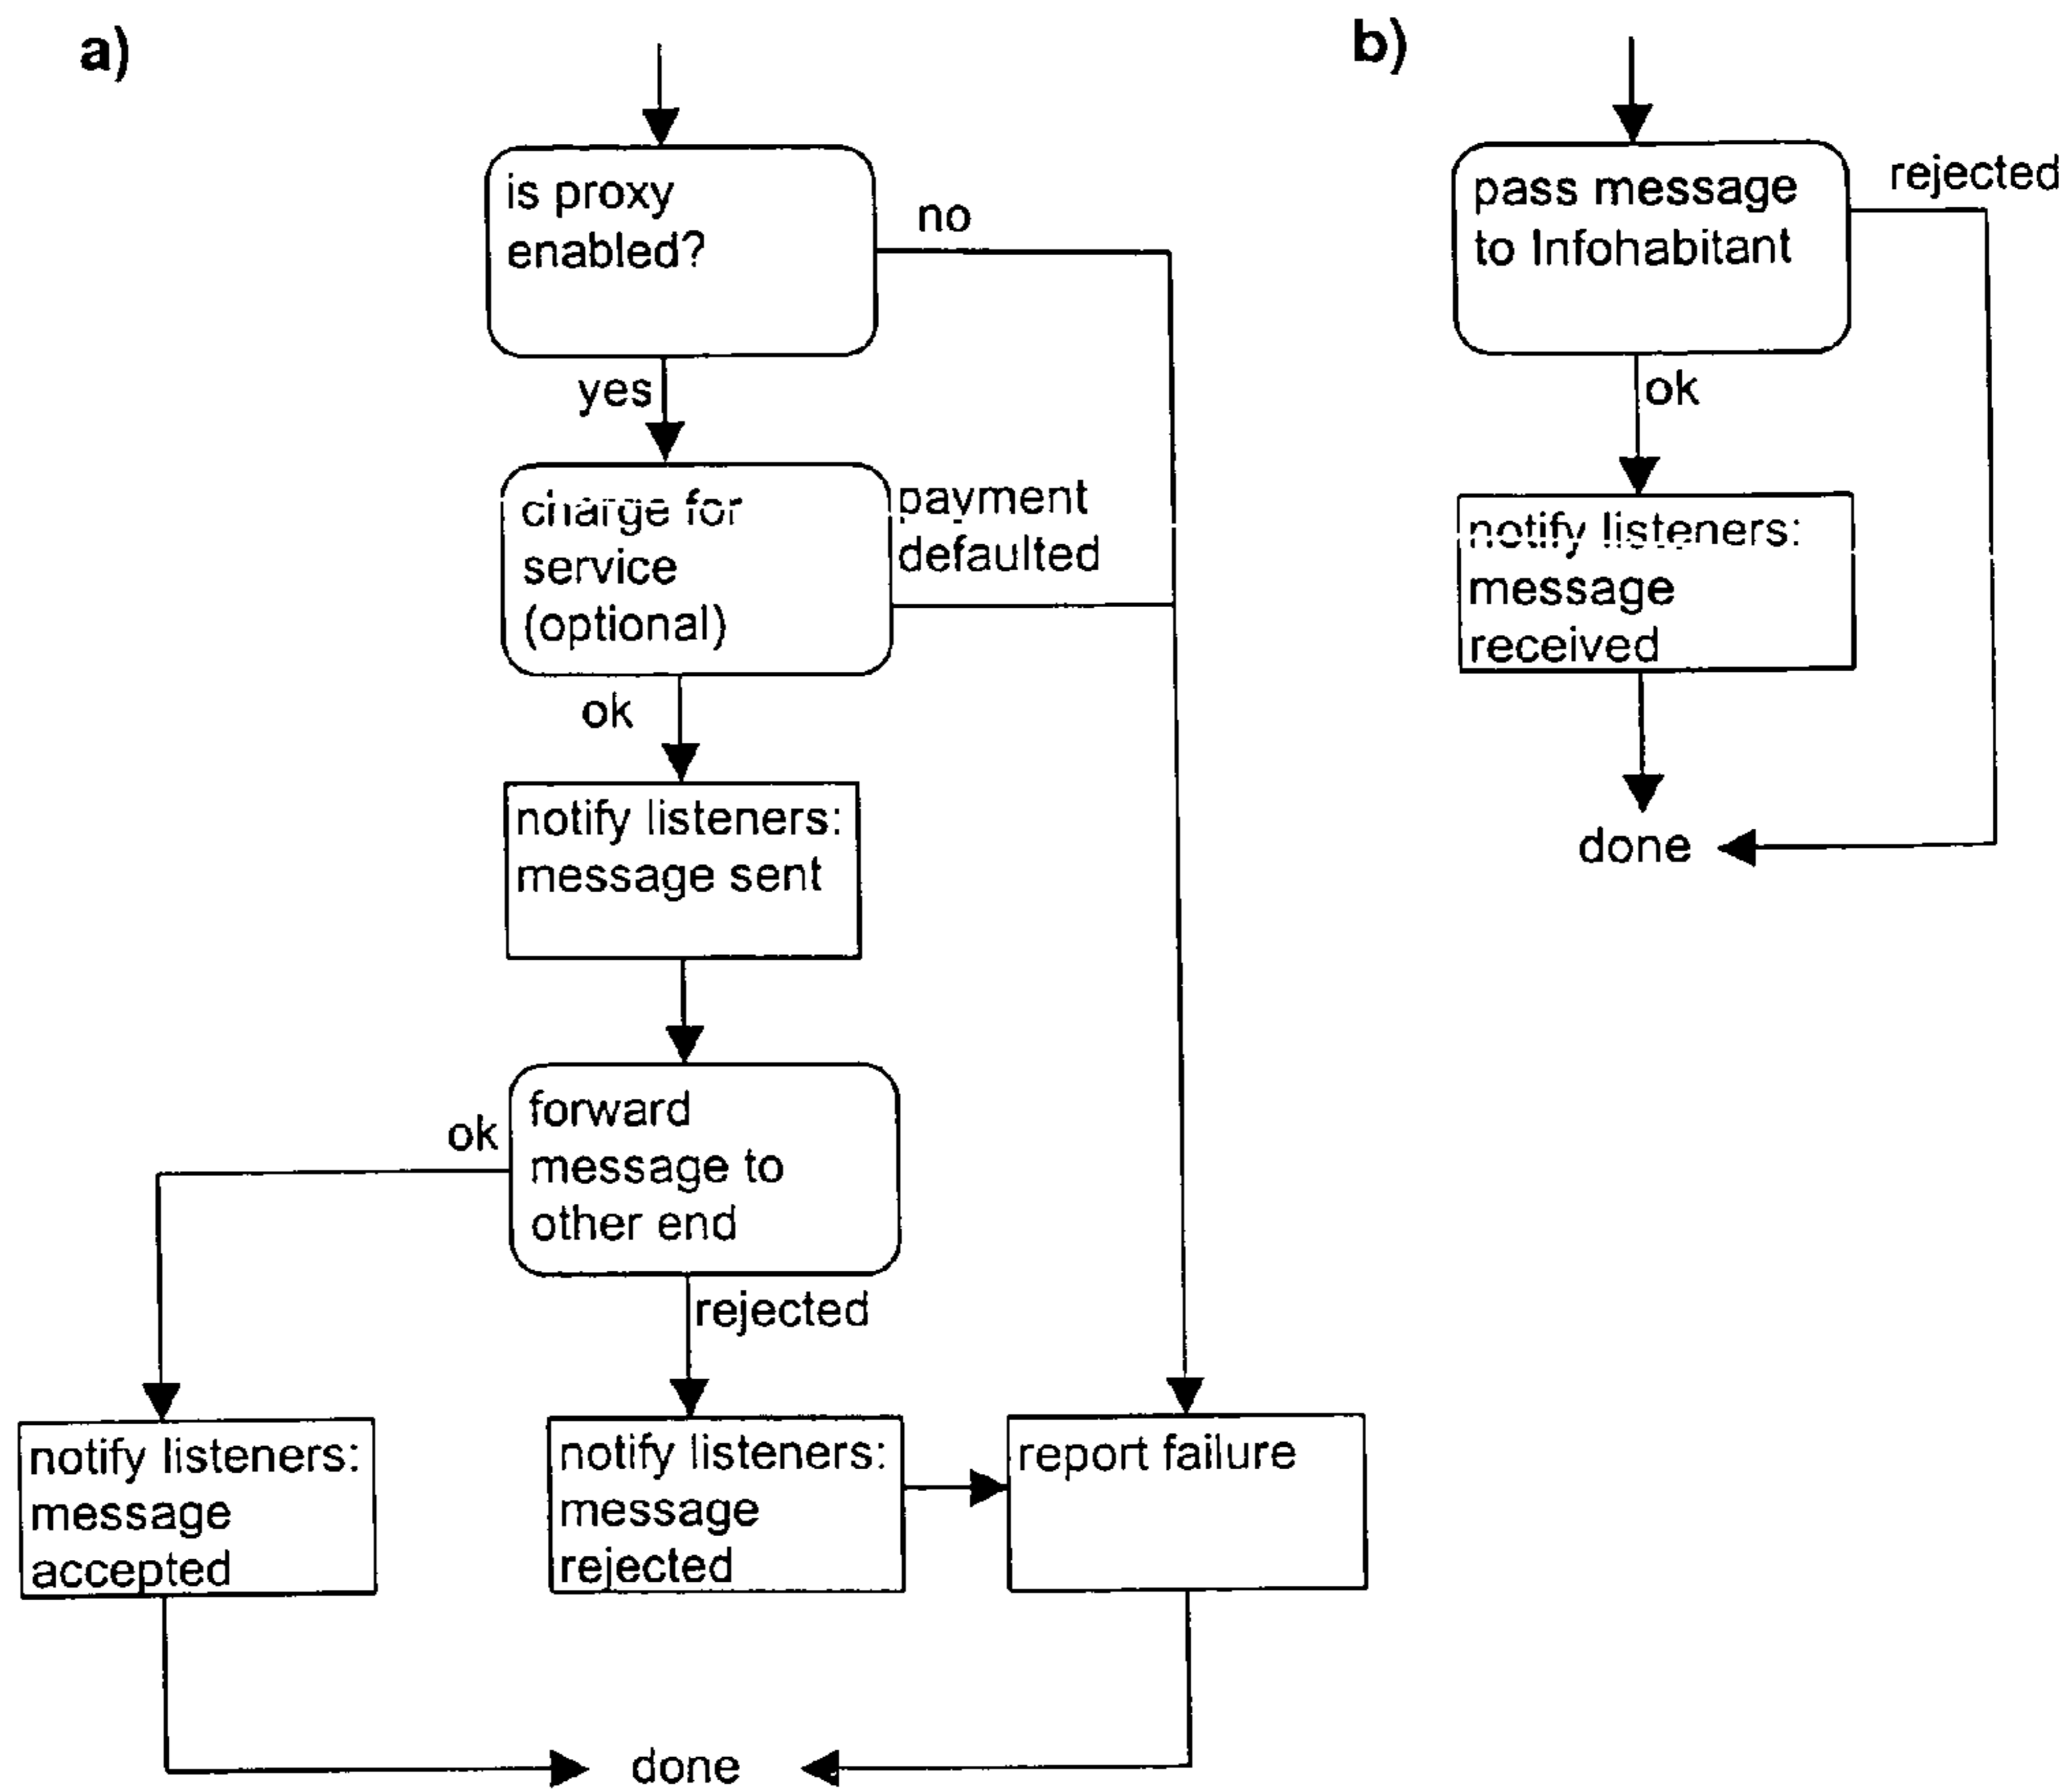 a)
is proxy
enabled?
no
yes
charge for
service
(optional)
payment
defaulted
ok
notify listeners:
message sent
forward
message to
other end
ok
rejected
notify listeners:
message
accepted
notify listeners:
message
rejected
report failure
done
b)
pass message
to Infohabitant
rejected
ok
notify listeners:
message
received
done